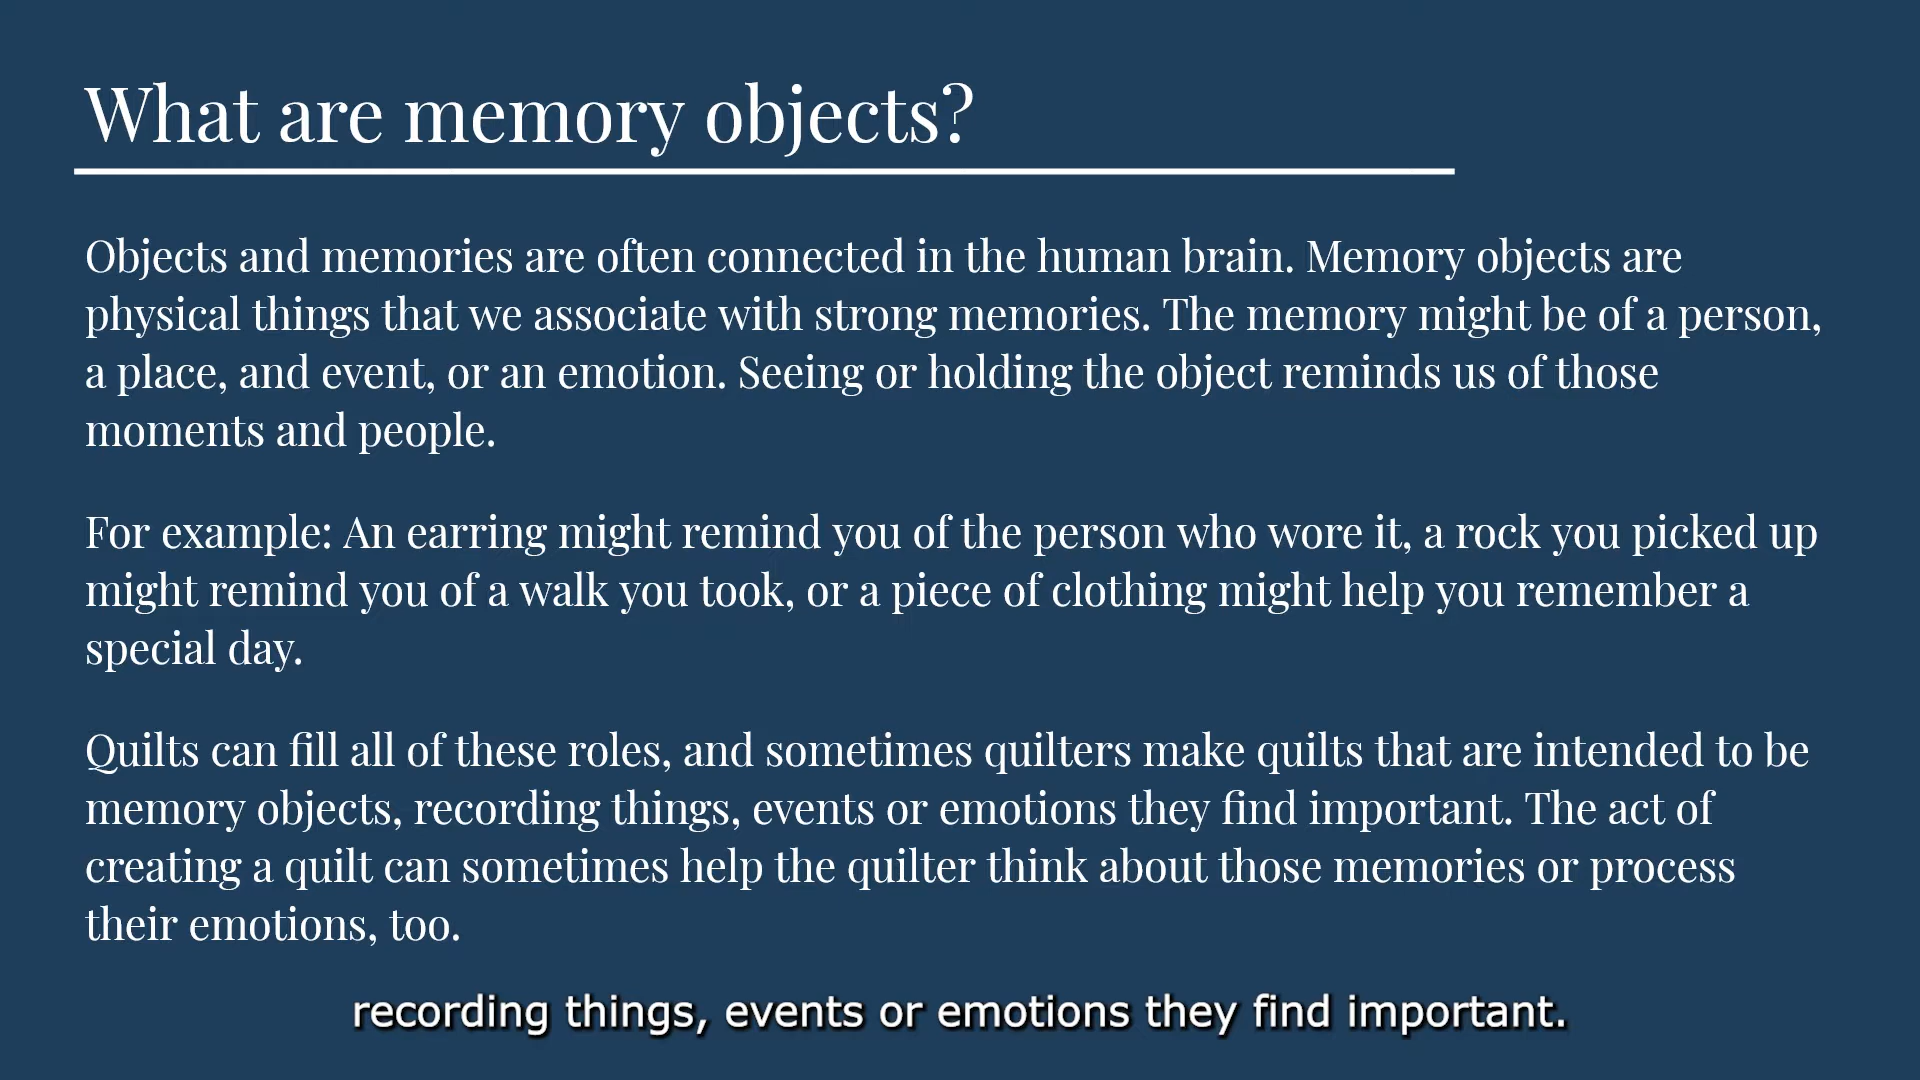 What are memory objects?
Objects and memories are often connected in the human brain. Memory objects are
physical things that we associate with strong memories. The memory might be of a person,
a place, and event, or an emotion. Seeing or holding the object reminds us of those
moments and people.
For example: An earring might remind you of the person who wore it, a rock you picked up
might remind you of a walk you took, or a piece of clothing might help you remember a
special day.
Quilts can fill all of these roles, and sometimes quilters make quilts that are intended to be
memory objects, recording things, events or emotions they find important. The act of
creating a quilt can sometimes help the quilter think about those memories or process
their emotions, too.
recording things, events or emotions they find important.